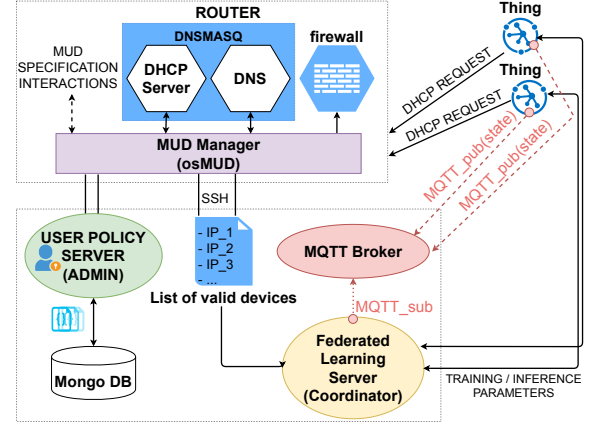 ROUTER
DNSMASQ
firewall
Thing
MUD
SPECIFICATION
INTERACTIONS
DHCP
Server
DNS
DHCP REQUEST
Thing
DHCP REQUEST
MUD Manager
(osMUD)
MQTT_pub(state)
MQTT_pub(state)
SSH
USER POLICY
SERVER
(ADMIN)
- IP_1
- IP_2
- IP_3
- ...
MQTT Broker
List of valid devices
MQTT_sub
Federated
Learning
Server
(Coordinator)
Mongo DB
TRAINING / INFERENCE
PARAMETERS